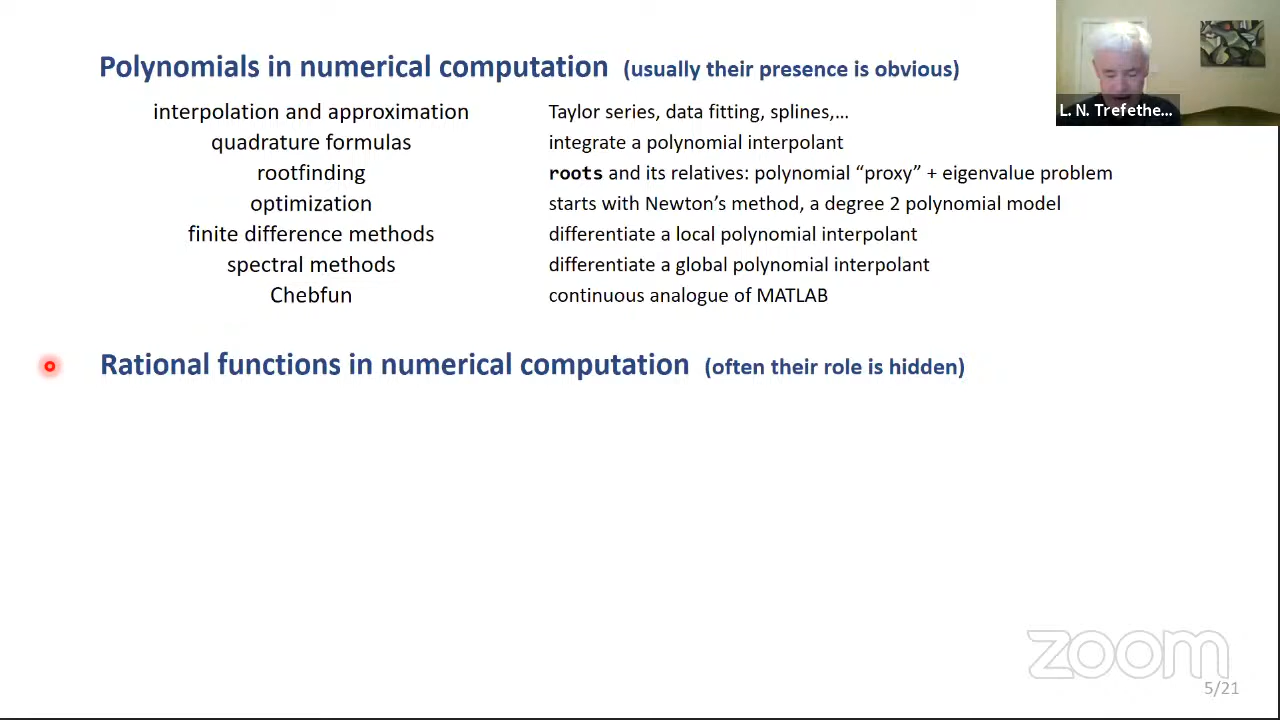 Polynomials in numerical computation (usually their presence is obvious)
L. N. Trefethe...
interpolation and approximation Taylor series, data fitting, splines,...
quadrature formulas integrate a polynomial interpolant
rootfinding roots and its relatives: polynomial “proxy” + eigenvalue problem
optimization starts with Newton’s method, a degree 2 polynomial model
finite difference methods differentiate a local polynomial interpolant
spectral methods differentiate a global polynomial interpolant
Chebfun continuous analogue of MATLAB
Rational functions in numerical computation (often their role is hidden)
zoom
5/21